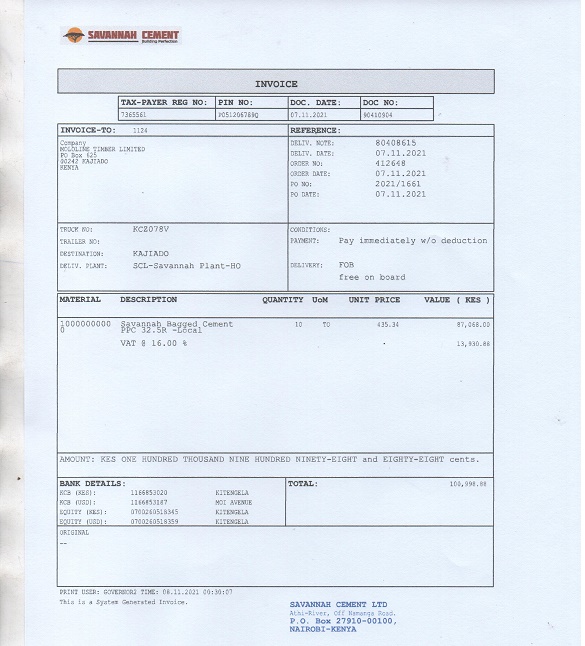 SAVANNAH CEMENT
Building Perfection
INVOICE
TAX-PAYER REG NO: PIN NO: DOC. DATE: DOC NO:
7365561 P051206789Q 07.11.2021 90410904
INVOICE-TO: 1124 REFERENCE:
Company
MOLOLINE TIMBER LIMITED
PO Box 625
00242 KAJIADO
KENYA
DELIV. NOTE: 80408615
DELIV. DATE: 07.11.2021
ORDER NO: 412648
ORDER DATE: 07.11.2021
PO NO: 2021/1661
PO DATE: 07.11.2021
TRUCK NO: KCZ078V
TRAILER NO:
DESTINATION: KAJIADO
DELIV. PLANT: SCL-Savannah Plant-HO
CONDITIONS:
PAYMENT: Pay immediately w/o deduction
DELIVERY: FOB
free on board
MATERIAL DESCRIPTION QUANTITY UoM UNIT PRICE VALUE ( KES )
1000000000 Savannah Bagged Cement 10 TO 435.34 87,068.00
0 PPC 32.5R -Local
VAT @ 16.00 % 13,930.88
AMOUNT: KES ONE HUNDRED THOUSAND NINE HUNDRED NINETY-EIGHT and EIGHTY-EIGHT cents.
BANK DETAILS: TOTAL: 100,998.88
KCB (KES): 1186853020 KITENGELA
KCB (USD): 1166853187 MOI AVENUE
EQUITY (KES): 0700260518345 KITENGELA
EQUITY (USD): 0700260518359 KITENGELA
ORIGINAL
--
PRINT USER: GOVERNOR2 TIME: 08.11.2021 00:30:07
This is a System Generated Invoice.
SAVANNAH CEMENT LTD
Athi-River, Off Namanga Road.
P.O. Box 27910-00100,
NAIROBI-KENYA